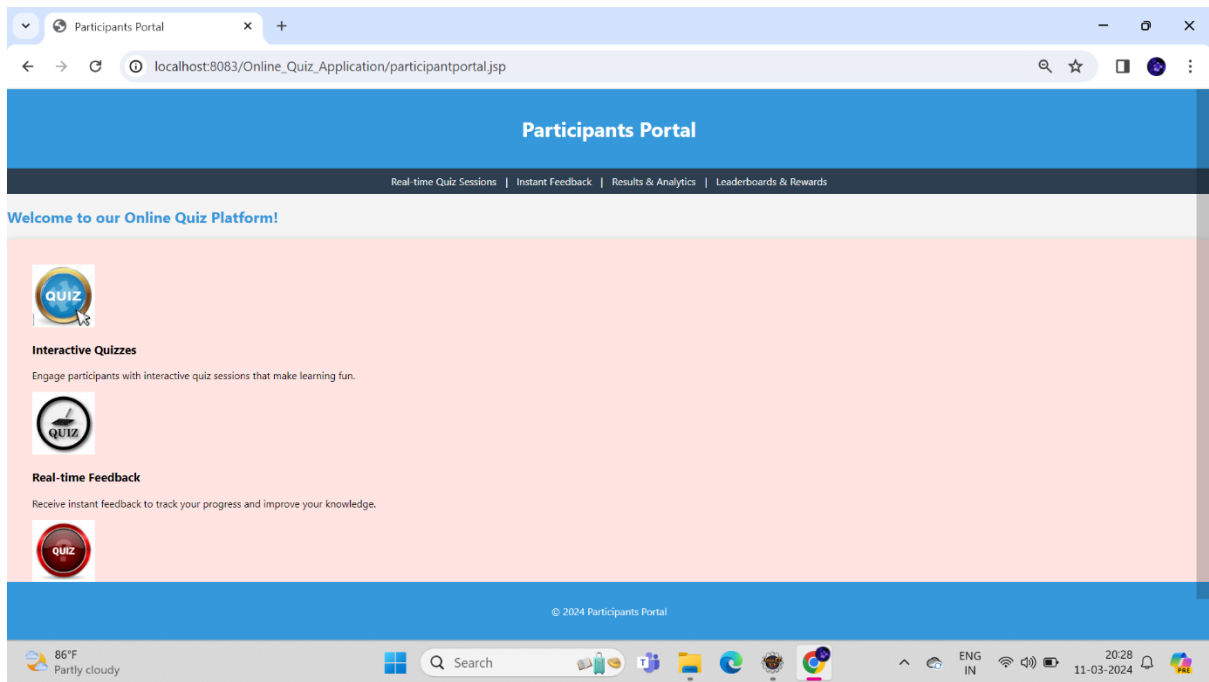 Participants Portal
localhost:8083/Online_Quiz_Application/participantportal.jsp
Participants Portal
Real-time Quiz Sessions | Instant Feedback | Results & Analytics | Leaderboards & Rewards
Welcome to our Online Quiz Platform!
QUIZ
Interactive Quizzes
Engage participants with interactive quiz sessions that make learning fun.
QUIZ
Real-time Feedback
Receive instant feedback to track your progress and improve your knowledge.
QUIZ
© 2024 Participants Portal
86°F
Partly cloudy
Search
ENG
IN
20:28
11-03-2024
PRE